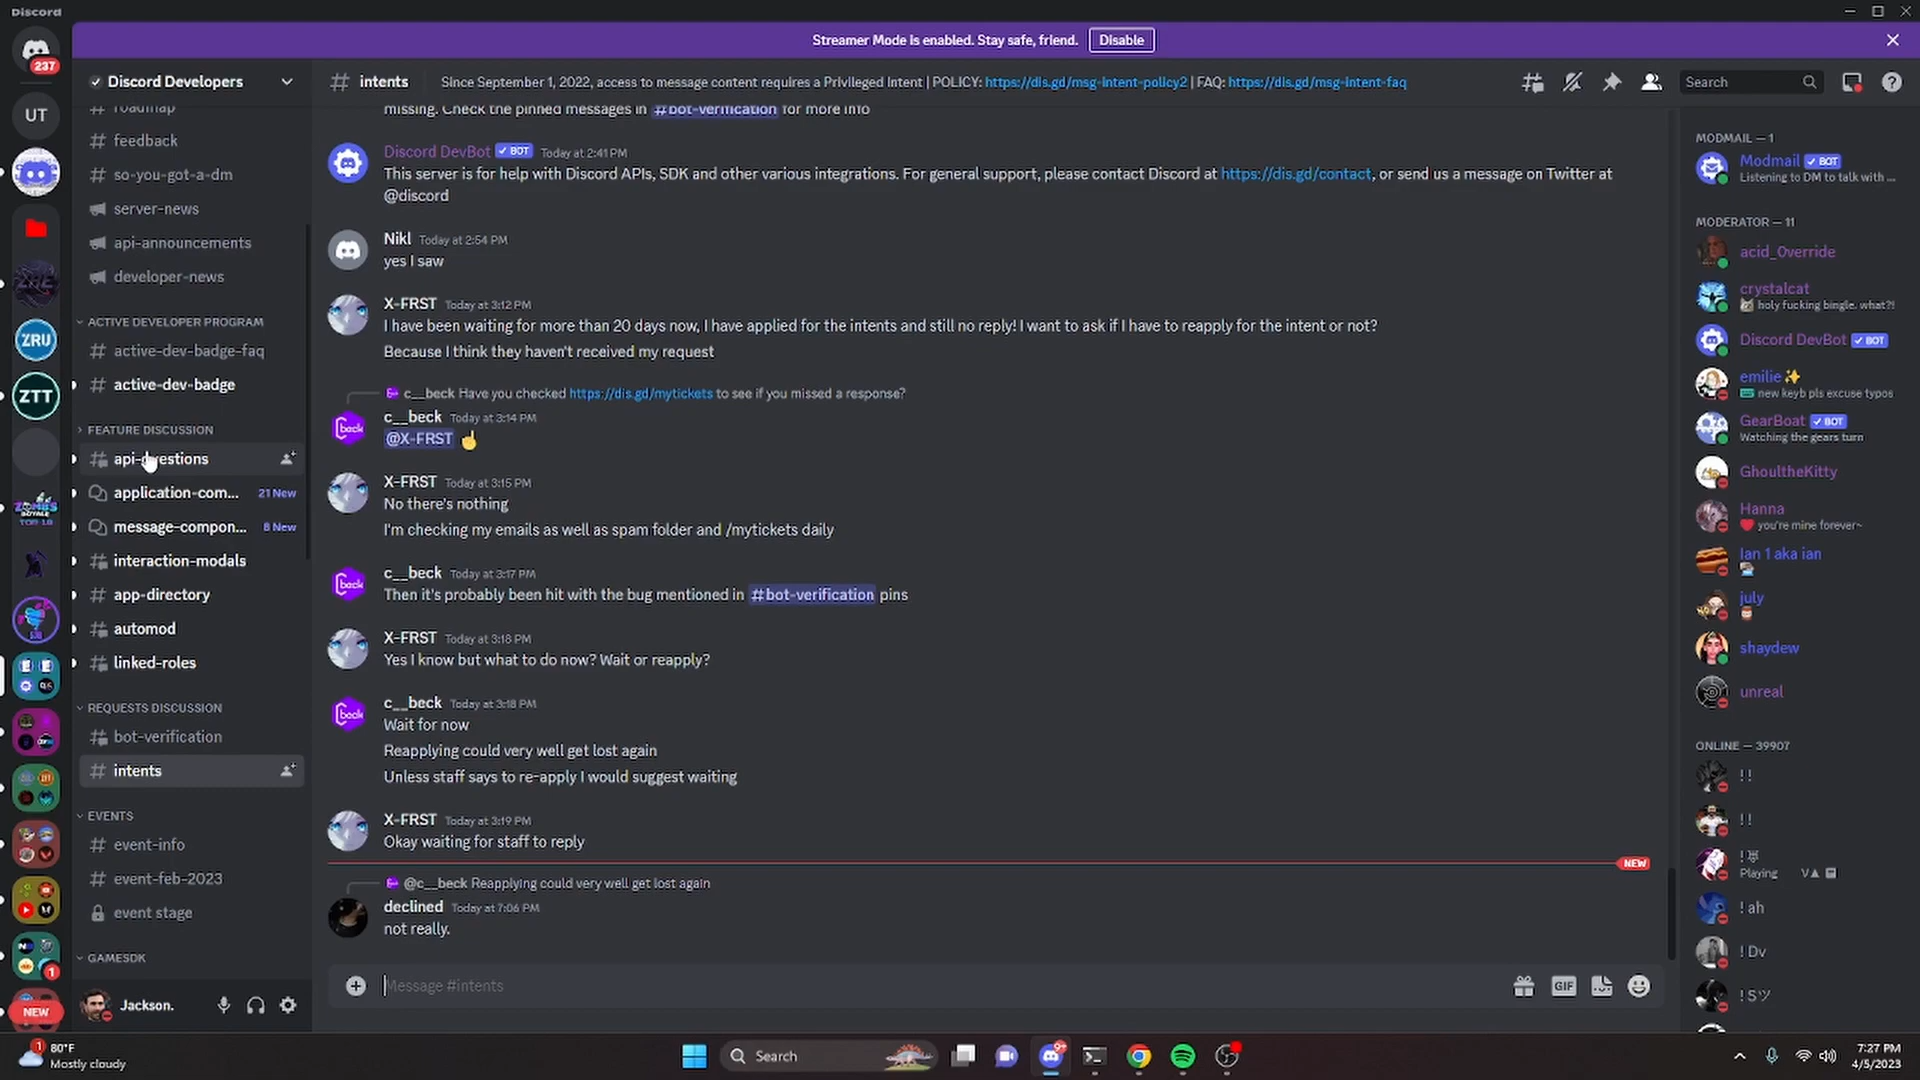 Discord
Streamer Mode is enabled. Stay safe, friend.
Disable
237
UT
ZRU
ZTT
1
NEW
Discord Developers
roadmap
feedback
so-you-got-a-dm
server-news
api-announcements
developer-news
ACTIVE DEVELOPER PROGRAM
active-dev-badge-faq
active-dev-badge
FEATURE DISCUSSION
application-com...
21 New
message-compon...
8 New
interaction-modals
app-directory
automod
linked-roles
REQUESTS DISCUSSION
bot-verification
intents
EVENTS
event-info
event-feb-2023
event stage
GAMESDK
Jackson.
# intents
Since September 1, 2022, access to message content requires a Privileged Intent | POLICY: https://dis.gd/msg-intent-policy2 | FAQ: https://dis.gd/msg-intent-faq
Search
missing. Check the pinned messages in #bot-verification for more info
Discord DevBot BOT Today at 2:41 PM
This server is for help with Discord APIs, SDK and other various integrations. For general support, please contact Discord at https://dis.gd/contact, or send us a message on Twitter at
@discord
Nikl Today at 2:54 PM
yes I saw
X-FRST Today at 3:12 PM
I have been waiting for more than 20 days now, I have applied for the intents and still no reply! I want to ask if I have to reapply for the intent or not?
Because I think they haven't received my request
c__beck Have you checked https://dis.gd/mytickets to see if you missed a response?
c__beck Today at 3:14 PM
@X-FRST
X-FRST Today at 3:15 PM
No there's nothing
I'm checking my emails as well as spam folder and /mytickets daily
c__beck Today at 3:17 PM
Then it's probably been hit with the bug mentioned in #bot-verification pins
X-FRST Today at 3:18 PM
Yes I know but what to do now? Wait or reapply?
c__beck Today at 3:18 PM
Wait for now
Reapplying could very well get lost again
Unless staff says to re-apply I would suggest waiting
X-FRST Today at 3:19 PM
Okay waiting for staff to reply
NEW
@c__beck Reapplying could very well get lost again
declined Today at 7:06 PM
not really.
Message #intents
GIF
MODMAIL — 1
Modmail BOT
Listening to DM to talk with ...
MODERATOR — 11
acid_0verride
crystalcat
holy fucking bingle. what?!
Discord DevBot BOT
emilie
new keyb pls excuse typos
GearBoat BOT
Watching the gears turn
GhoultheKitty
Hanna
you're mine forever~
Ian 1 aka ian
july
shaydew
unreal
ONLINE — 39907
! !
! !
Playing
! ah
! Dv
! Sツ
1
80°F
Mostly cloudy
Search
9+
7:27 PM
4/5/2023